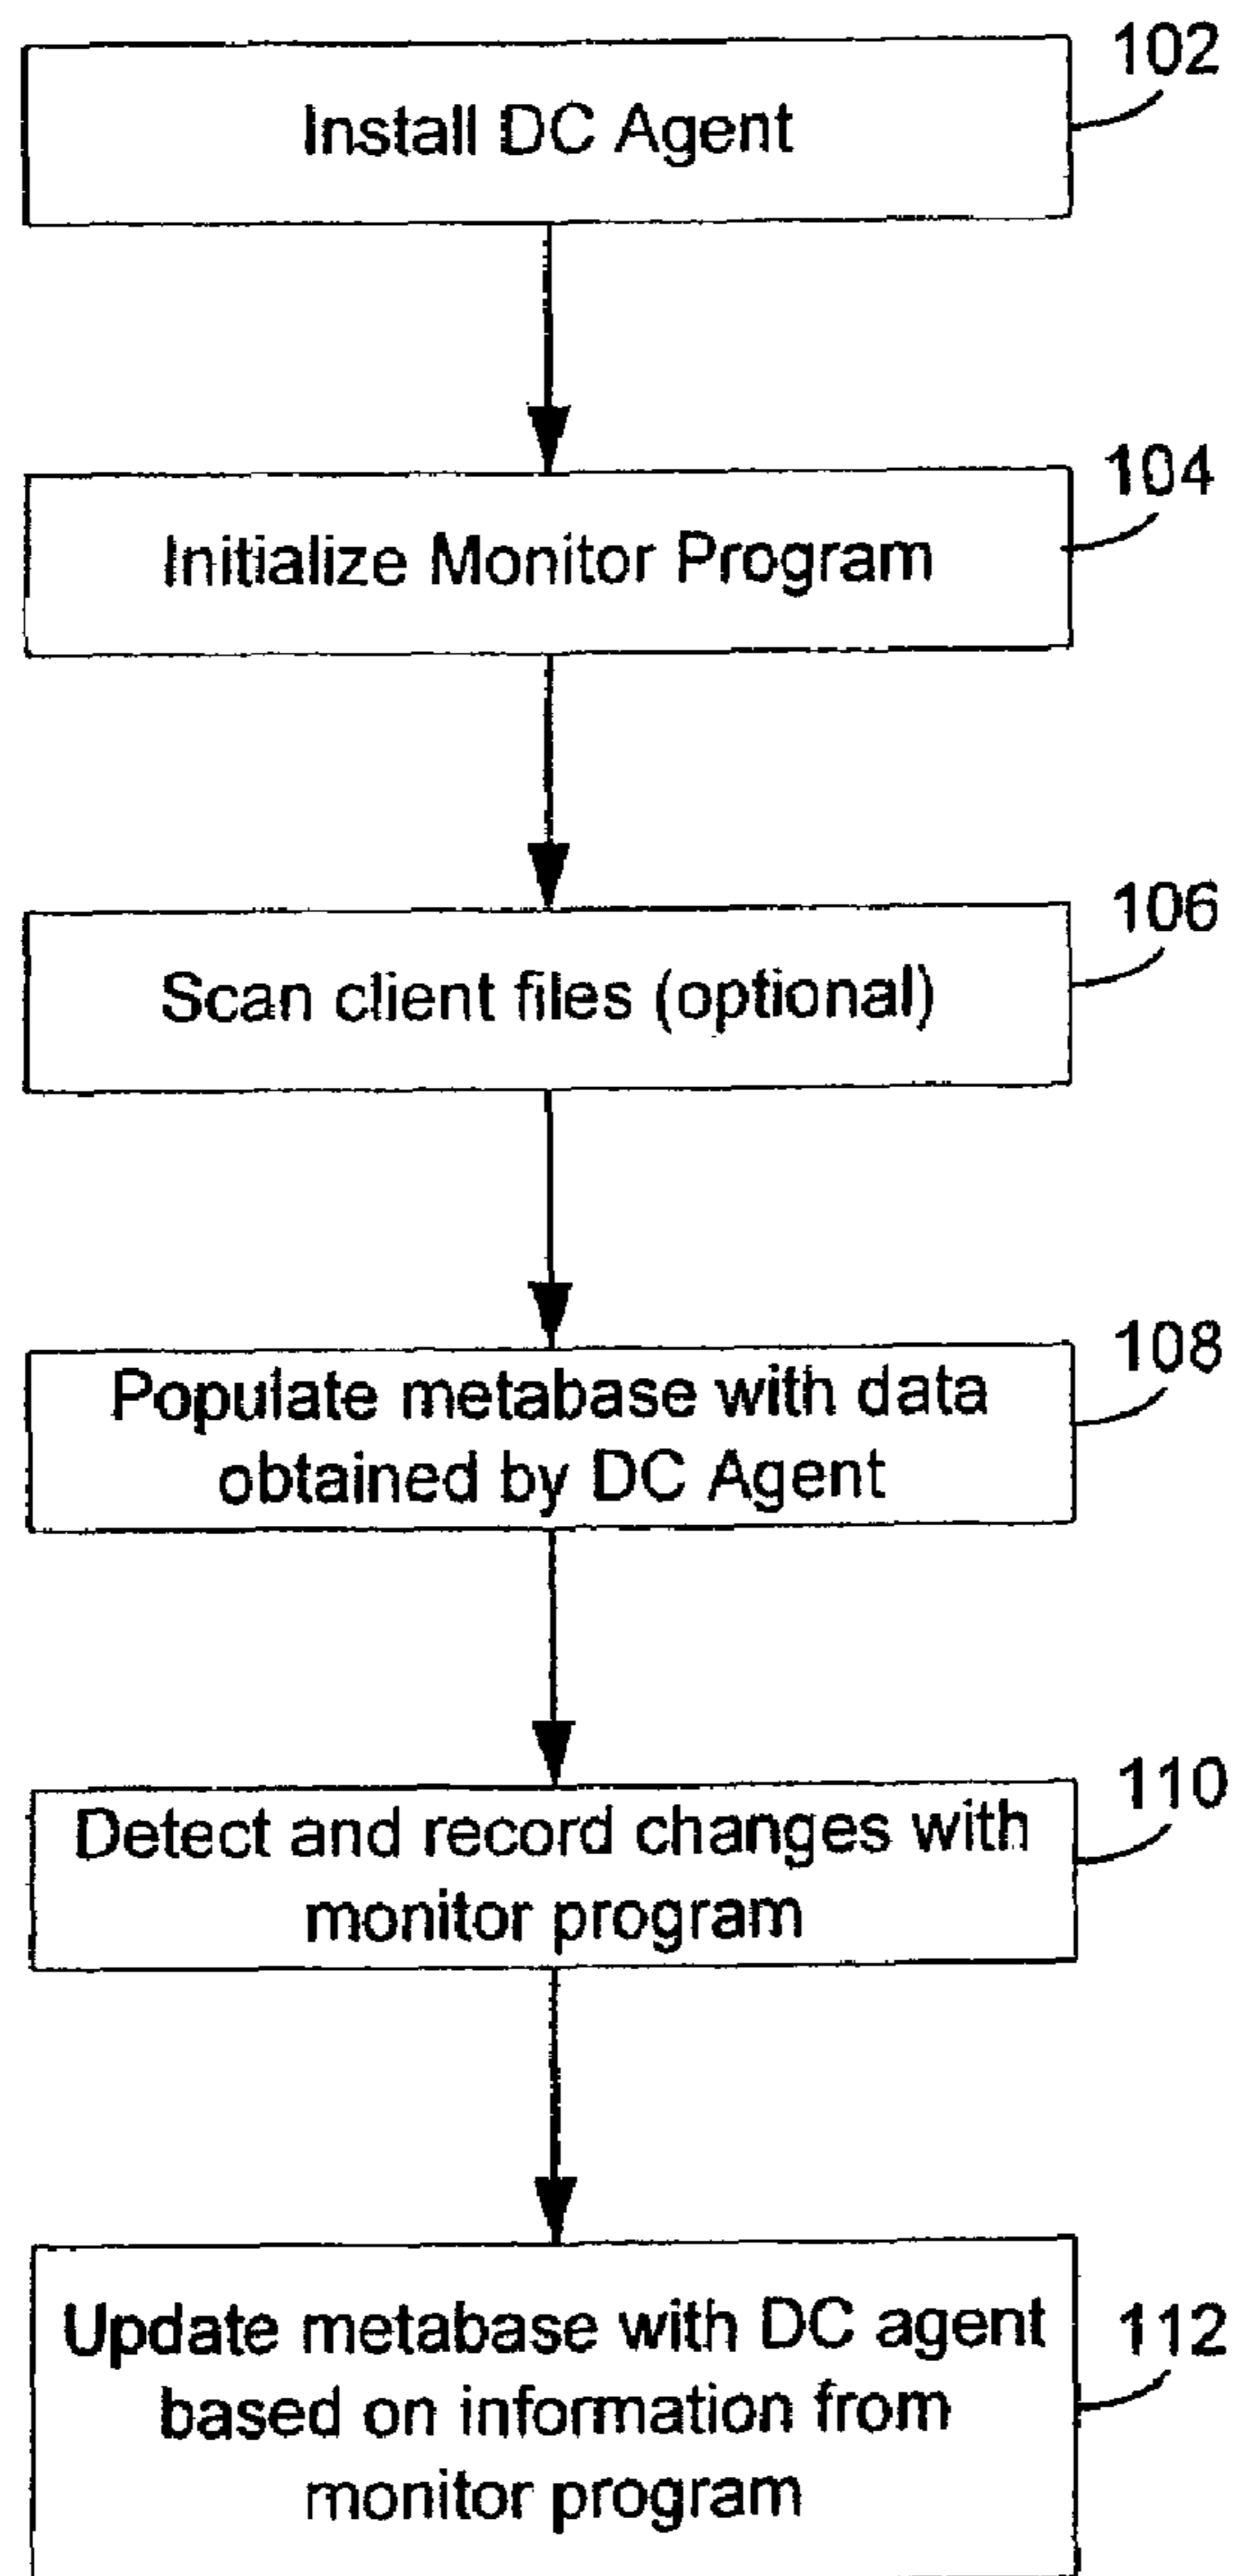 102
Install DC Agent
104
Initialize Monitor Program
106
Scan client files (optional)
108
Populate metabase with data
obtained by DC Agent
110
Detect and record changes with
monitor program
112
Update metabase with DC agent
based on information from
monitor program